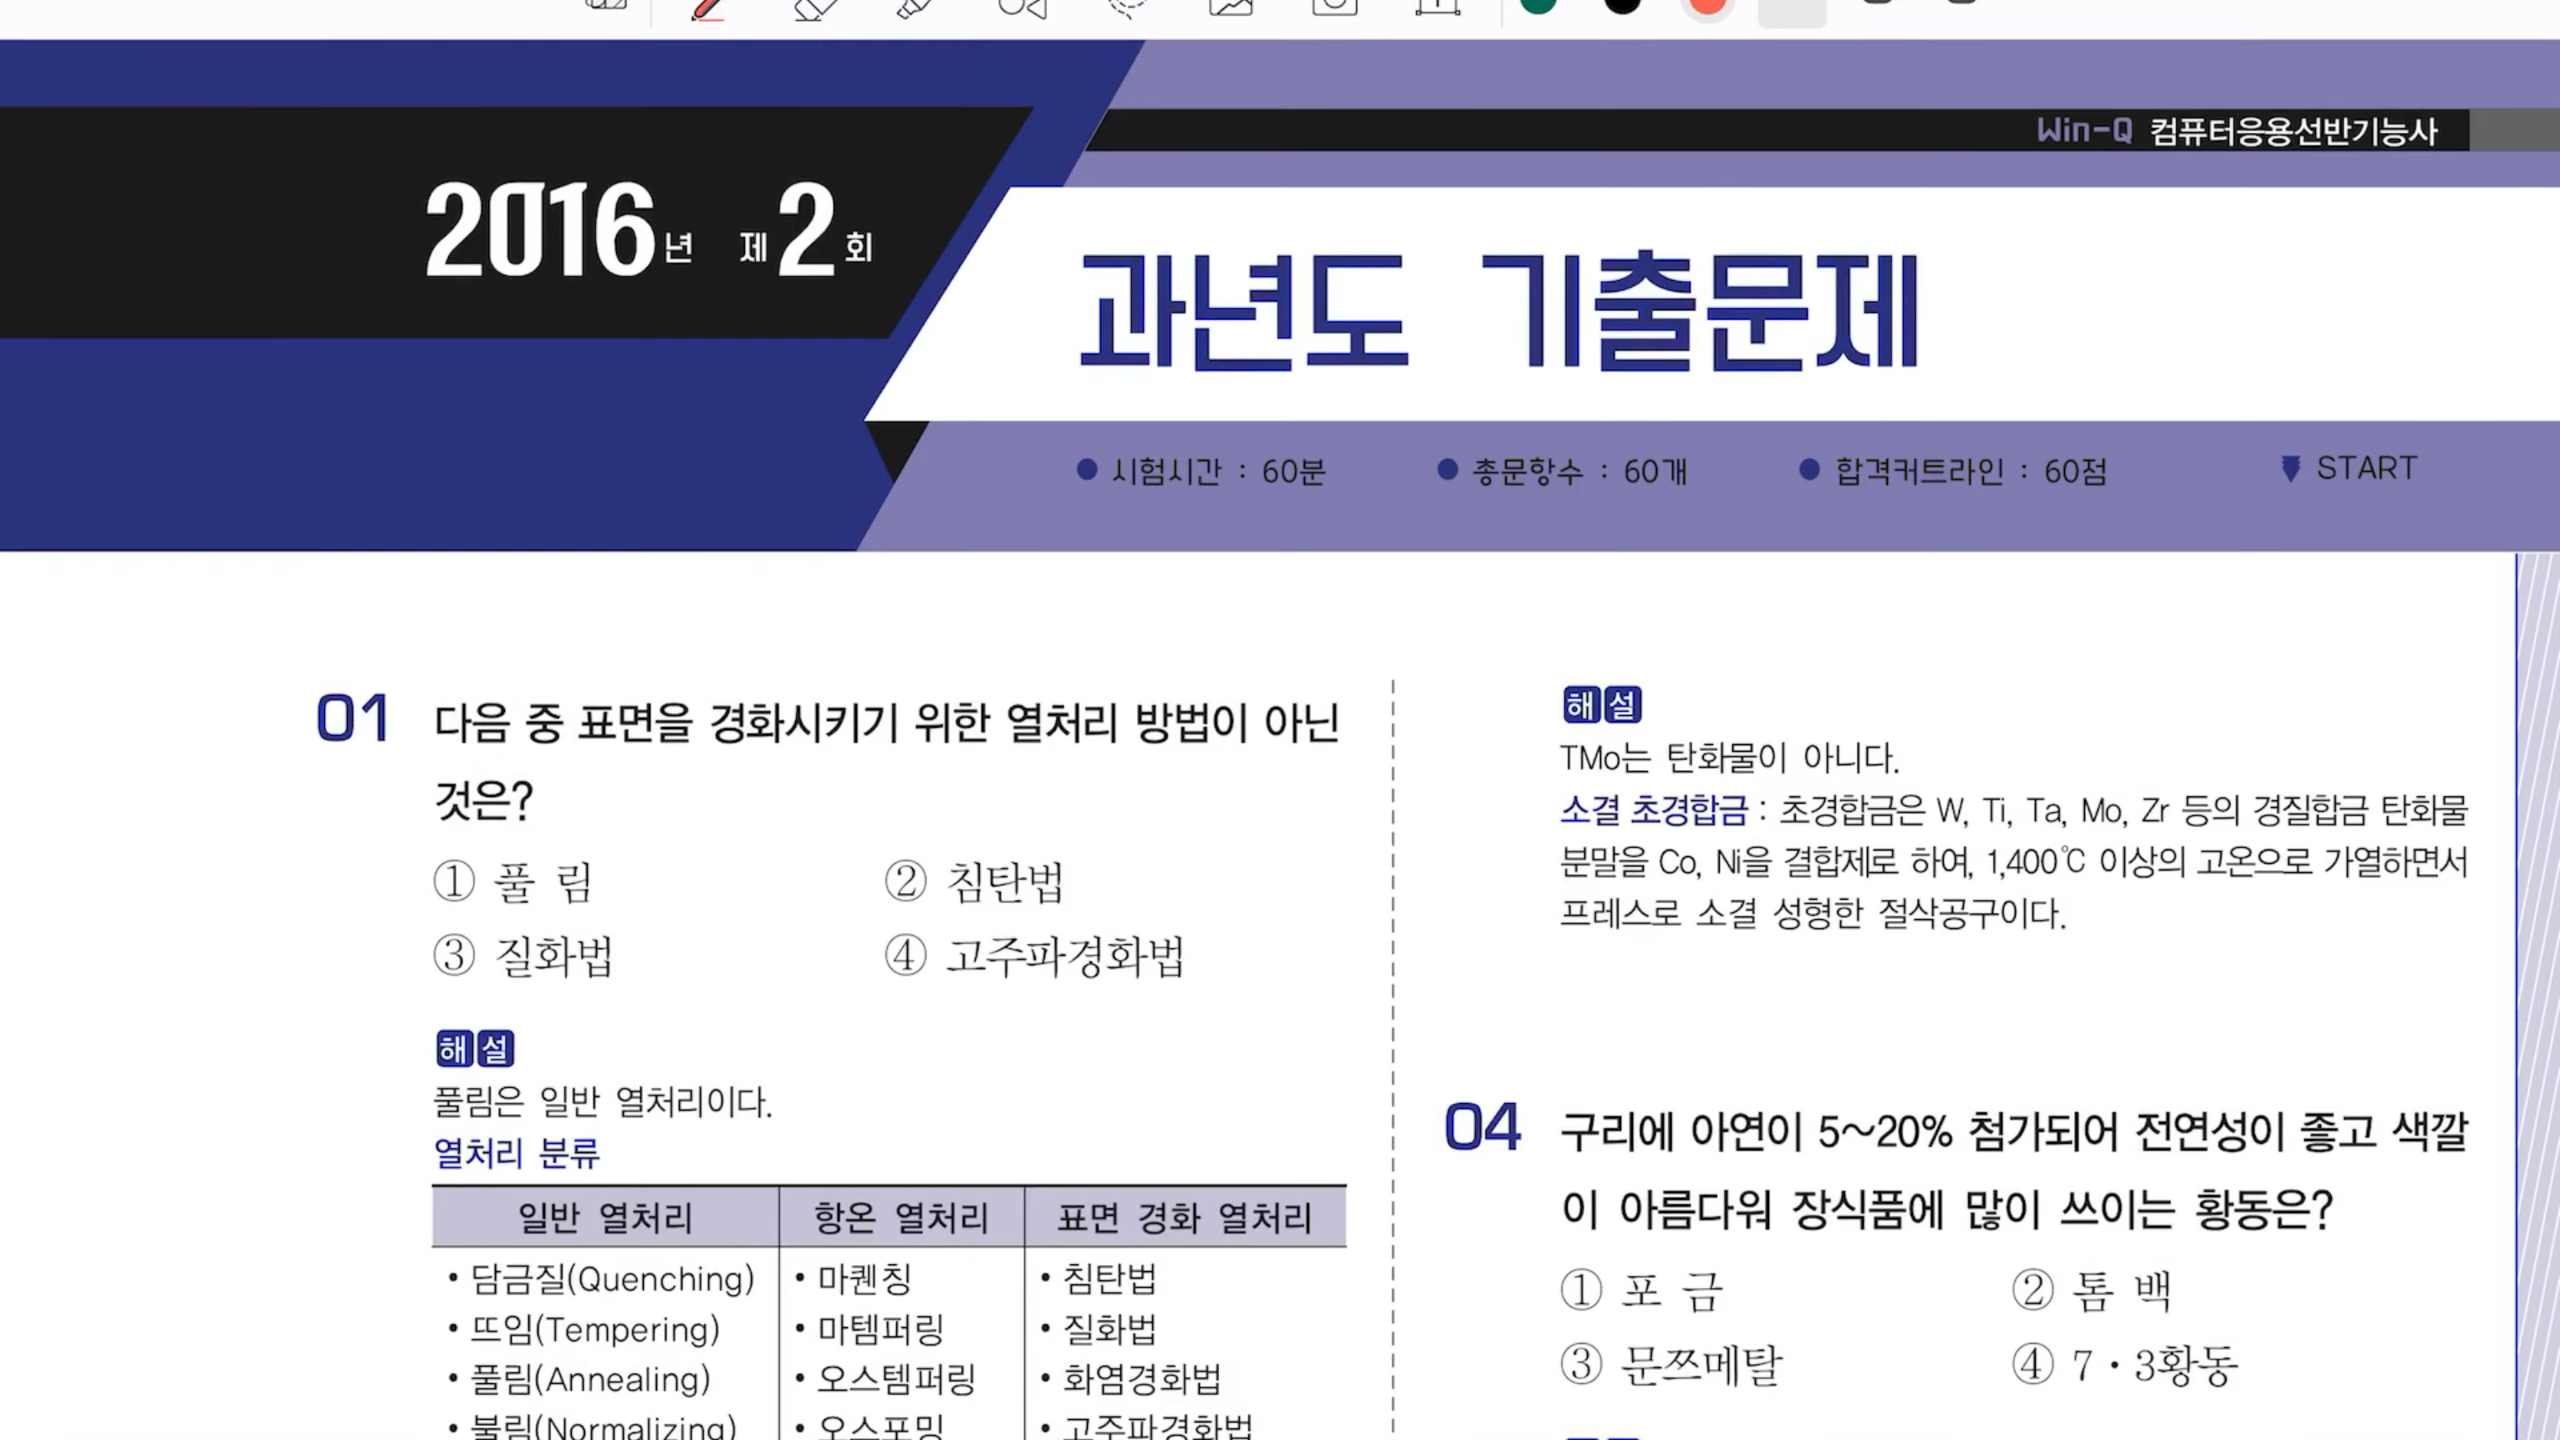 Win-Q 컴퓨터응용선반기능사
2016년 제2회
과년도 기출문제
● 시험시간 : 60분 ● 총문항수 : 60개 ● 합격커트라인 : 60점 START
01 다음 중 표면을 경화시키기 위한 열처리 방법이 아닌
것은?
① 풀 림 ② 침탄법
③ 질화법 ④ 고주파경화법
해설
풀림은 일반 열처리이다.
열처리 분류
일반 열처리 항온 열처리 표면 경화 열처리
• 담금질(Quenching) • 마퀜칭 • 침탄법
• 뜨임(Tempering) • 마템퍼링 • 질화법
• 풀림(Annealing) • 오스템퍼링 • 화염경화법
• 불림(Normalizing) • 오스포밍 • 고주파경화법
해설
TMo는 탄화물이 아니다.
소결 초경합금 : 초경합금은 W, Ti, Ta, Mo, Zr 등의 경질합금 탄화물
분말을 Co, Ni을 결합제로 하여, 1,400℃ 이상의 고온으로 가열하면서
프레스로 소결 성형한 절삭공구이다.
04 구리에 아연이 5~20% 첨가되어 전연성이 좋고 색깔
이 아름다워 장식품에 많이 쓰이는 황동은?
① 포 금 ② 톰 백
③ 문쯔메탈 ④ 7・3황동